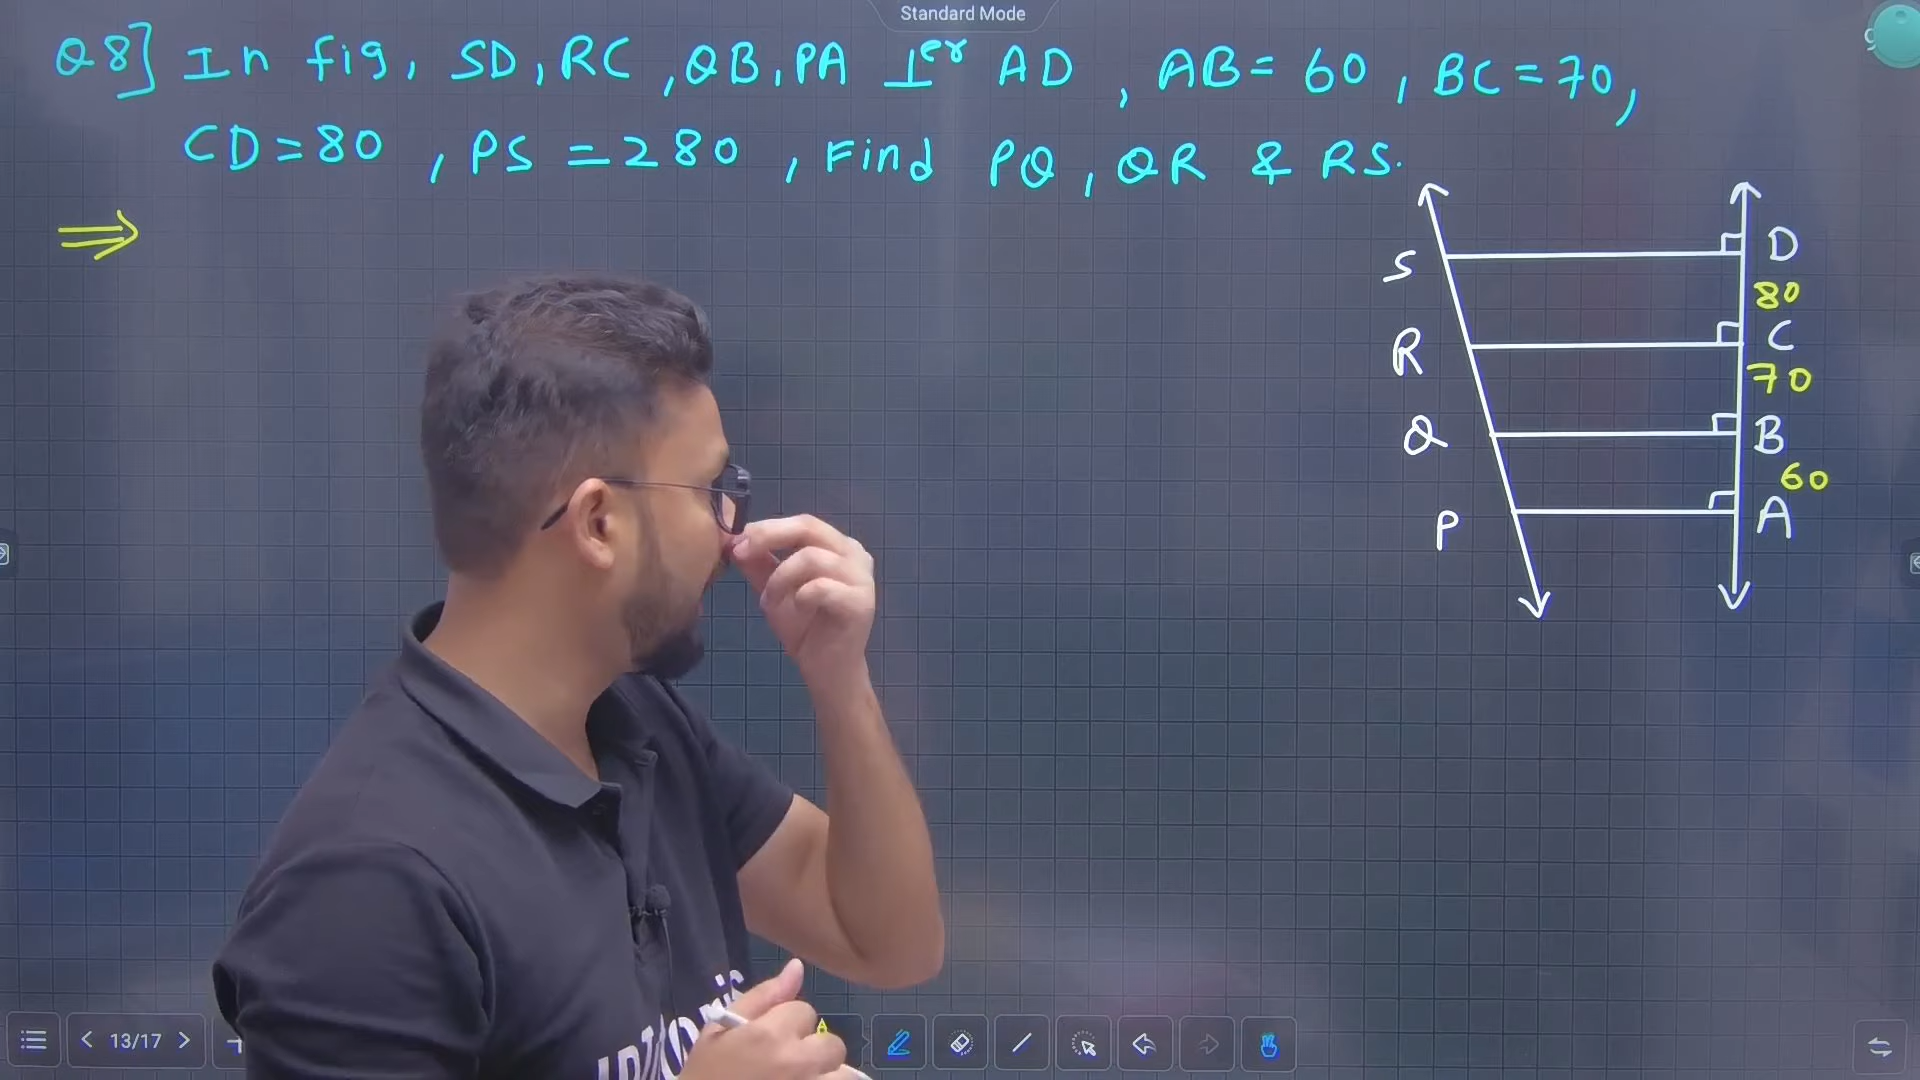 Standard Mode
Q8] In fig, SD, RC, QB, PA ⊥er AD, AB = 60, BC = 70,
CD = 80, PS = 280, Find PQ, QR & RS.
⇒
S D
80
R C
70
Q B
60
P A
13/17